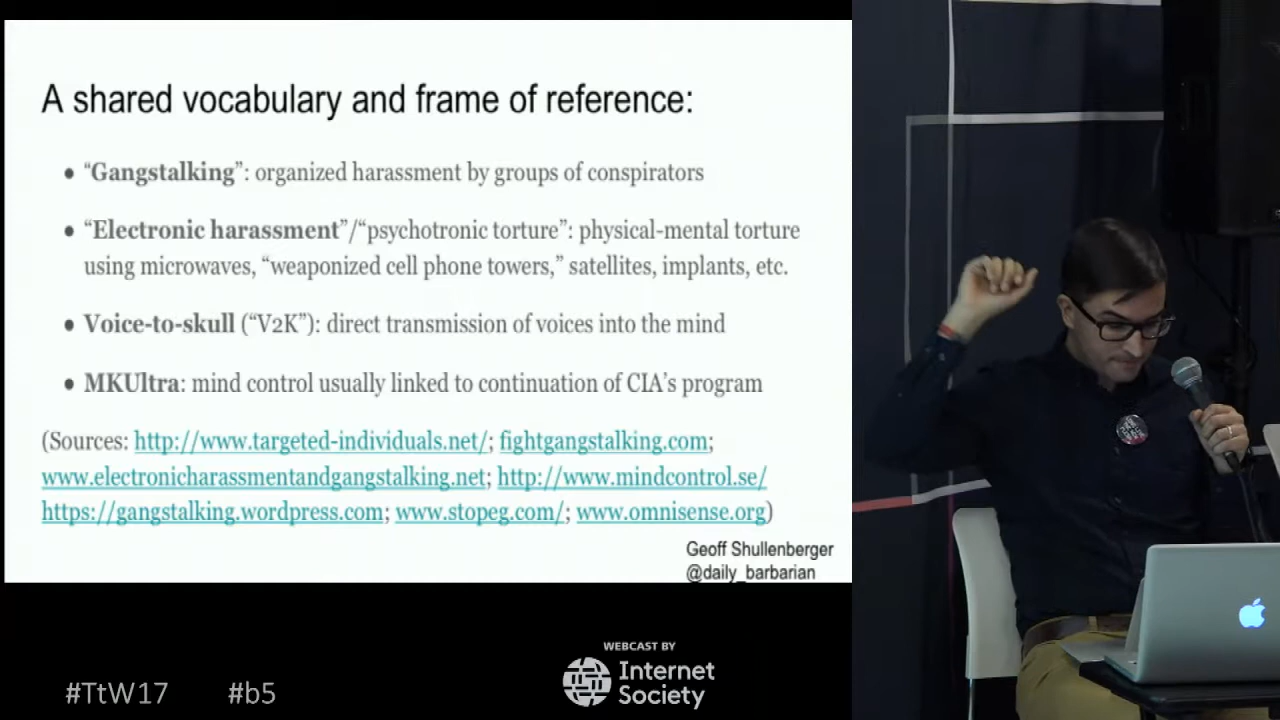 A shared vocabulary and frame of reference:
● “Gangstalking”: organized harassment by groups of conspirators
● “Electronic harassment”/“psychotronic torture”: physical-mental torture
using microwaves, “weaponized cell phone towers,” satellites, implants, etc.
● Voice-to-skull (“V2K”): direct transmission of voices into the mind
● MKUltra: mind control usually linked to continuation of CIA’s program
(Sources: http://www.targeted-individuals.net/; fightgangstalking.com;
www.electronicharassmentandgangstalking.net; http://www.mindcontrol.se/
https://gangstalking.wordpress.com; www.stopeg.com/; www.omnisense.org)
Geoff Shullenberger
@daily_barbarian
WEBCAST BY
Internet
Society
#TtW17 #b5